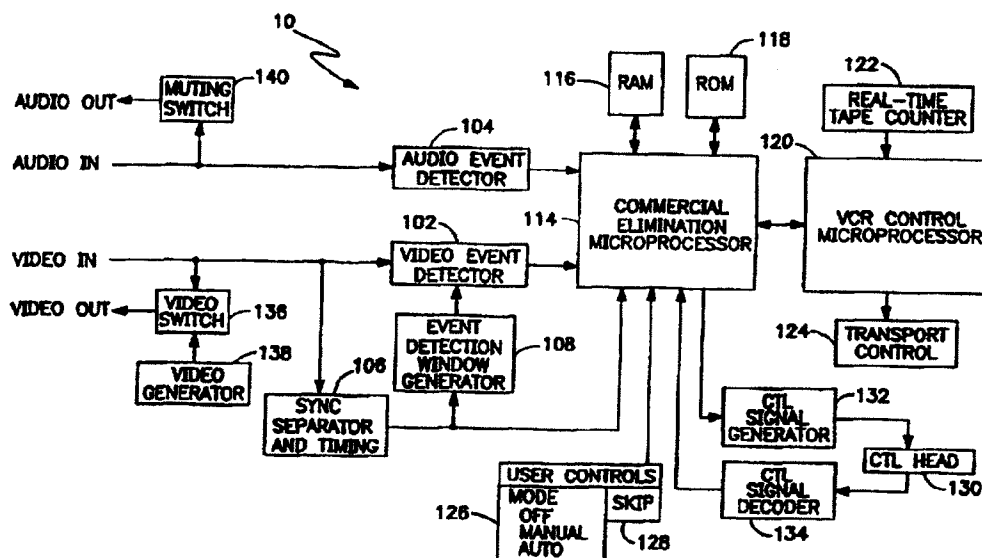 10
140
MUTING
SWITCH
AUDIO OUT
AUDIO IN
104
AUDIO EVENT
DETECTOR
116
RAM
118
ROM
122
REAL-TIME
TAPE COUNTER
120
114
COMMERCIAL
ELIMINATION
MICROPROCESSOR
VCR CONTROL
MICROPROCESSOR
102
VIDEO EVENT
DETECTOR
VIDEO IN
VIDEO OUT
VIDEO
SWITCH
136
138
VIDEO
GENERATOR
106
SYNC
SEPARATOR
AND TIMING
EVENT
DETECTION
WINDOW
GENERATOR
108
124
TRANSPORT
CONTROL
CTL
SIGNAL
GENERATOR
132
CTL HEAD
130
CTL
SIGNAL
DECODER
134
USER CONTROLS
126
MODE
OFF
MANUAL
AUTO
SKIP
128